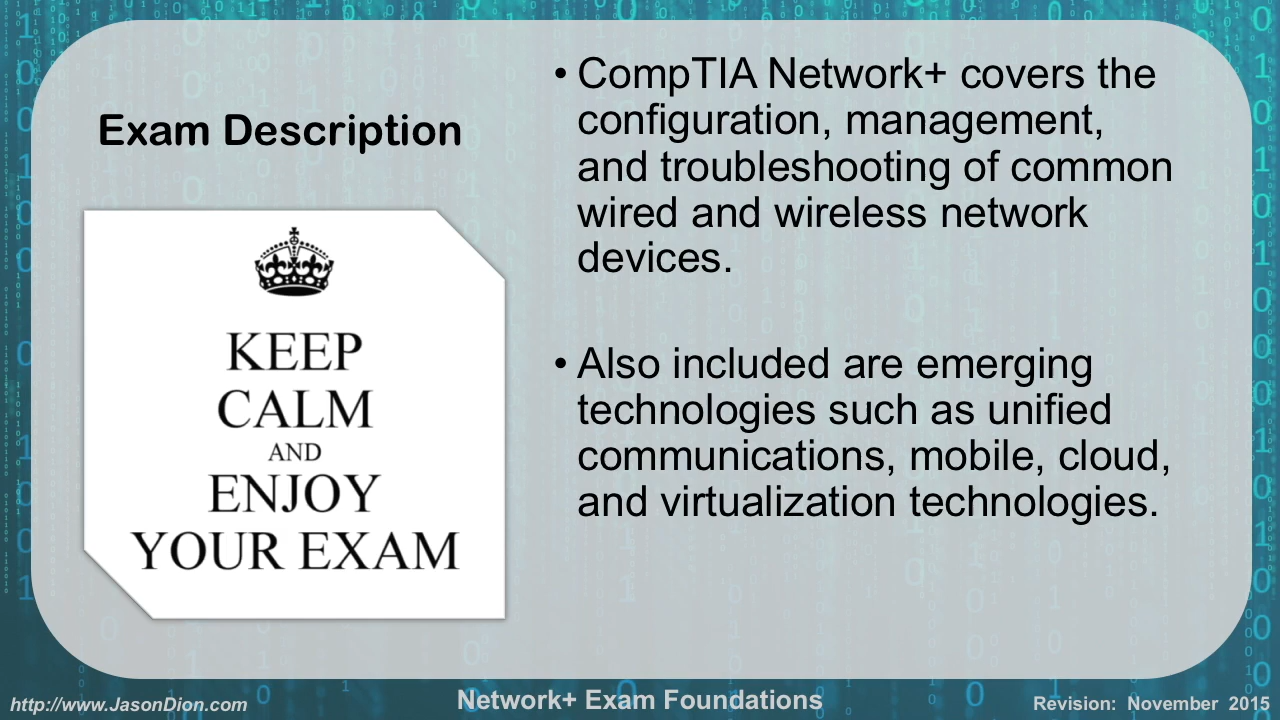 Exam Description
KEEP
CALM
AND
ENJOY
YOUR EXAM
• CompTIA Network+ covers the
configuration, management,
and troubleshooting of common
wired and wireless network
devices.
• Also included are emerging
technologies such as unified
communications, mobile, cloud,
and virtualization technologies.
http://www.JasonDion.com
Network+ Exam Foundations
Revision: November 2015